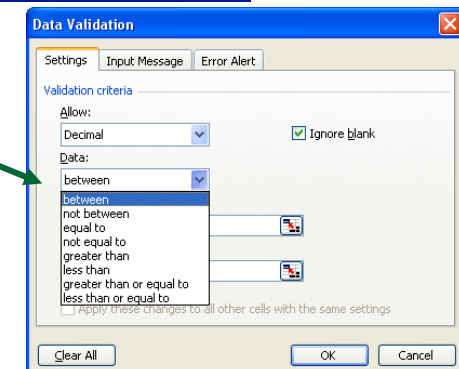 Data Validation
Settings Input Message Error Alert
Validation criteria
Allow:
Decimal
Ignore blank
Data:
between
between
not between
equal to
not equal to
greater than
less than
greater than or equal to
less than or equal to
Apply these changes to all other cells with the same settings
Clear All OK Cancel